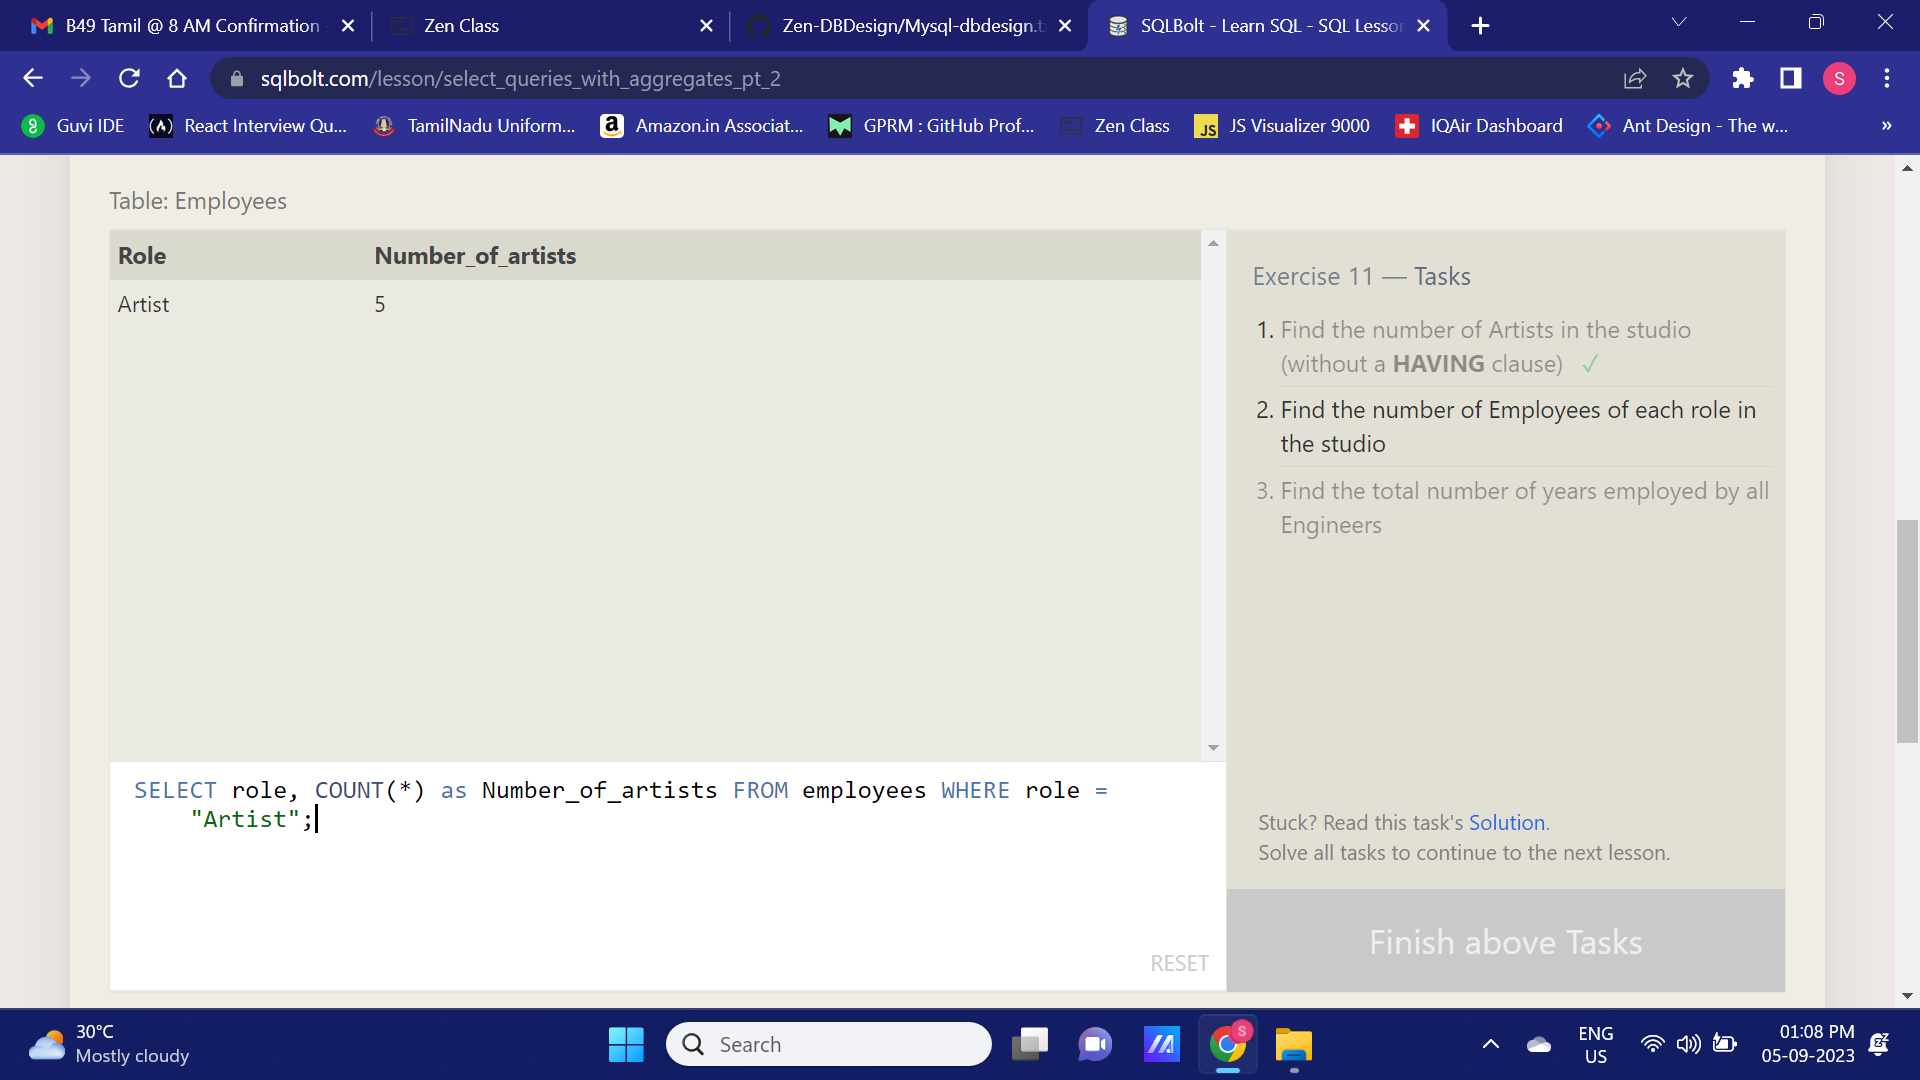 B49 Tamil @ 8 AM Confirmation
Zen Class
Zen-DBDesign/Mysql-dbdesign.t
SQLBolt - Learn SQL - SQL Lesson
sqlbolt.com/lesson/select_queries_with_aggregates_pt_2
S
Guvi IDE
React Interview Qu...
TamilNadu Uniform...
Amazon.in Associat...
GPRM : GitHub Prof...
Zen Class
JS
JS Visualizer 9000
IQAir Dashboard
Ant Design - The w...
»
Table: Employees
Role Number_of_artists
Artist 5
Exercise 11 — Tasks
1. Find the number of Artists in the studio
(without a HAVING clause) ✓
2. Find the number of Employees of each role in
the studio
3. Find the total number of years employed by all
Engineers
SELECT role, COUNT(*) as Number_of_artists FROM employees WHERE role =
"Artist";
RESET
Stuck? Read this task's Solution.
Solve all tasks to continue to the next lesson.
Finish above Tasks
30°C
Mostly cloudy
Search
S
ENG
US
01:08 PM
05-09-2023